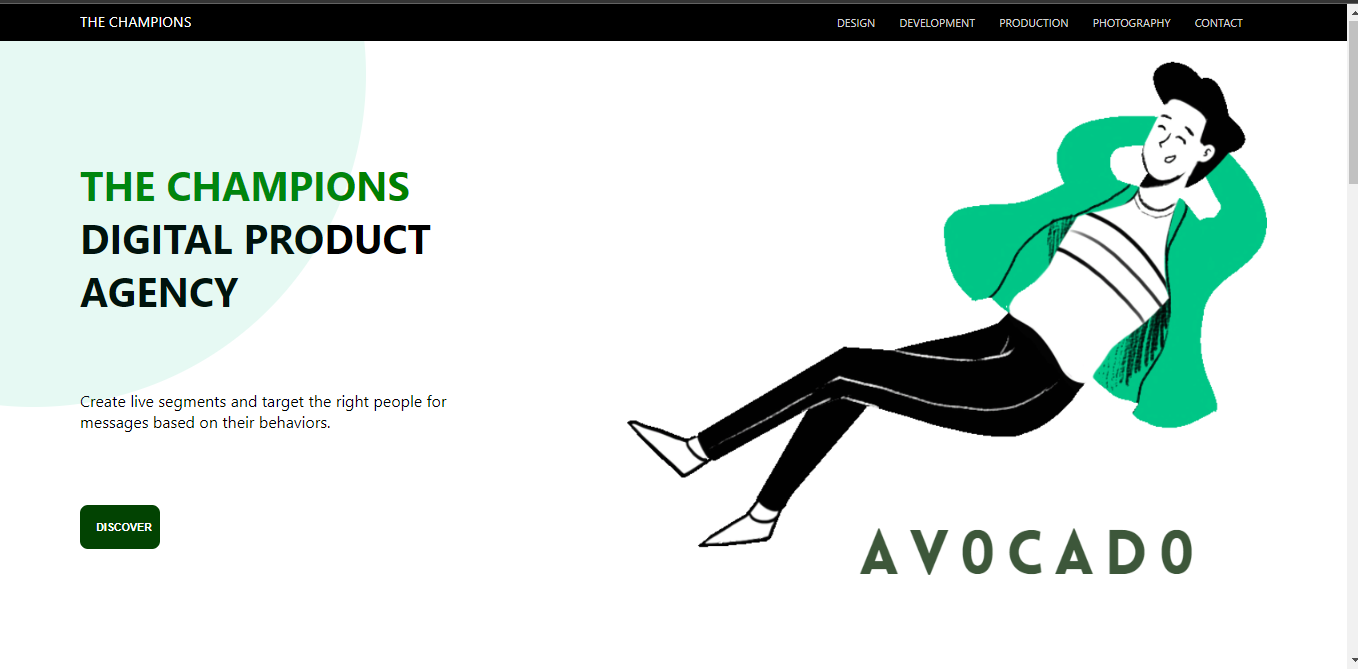 THE CHAMPIONS
DESIGN DEVELOPMENT PRODUCTION PHOTOGRAPHY CONTACT
THE CHAMPIONS
DIGITAL PRODUCT
AGENCY
Create live segments and target the right people for
messages based on their behaviors.
DISCOVER
AVOCADO